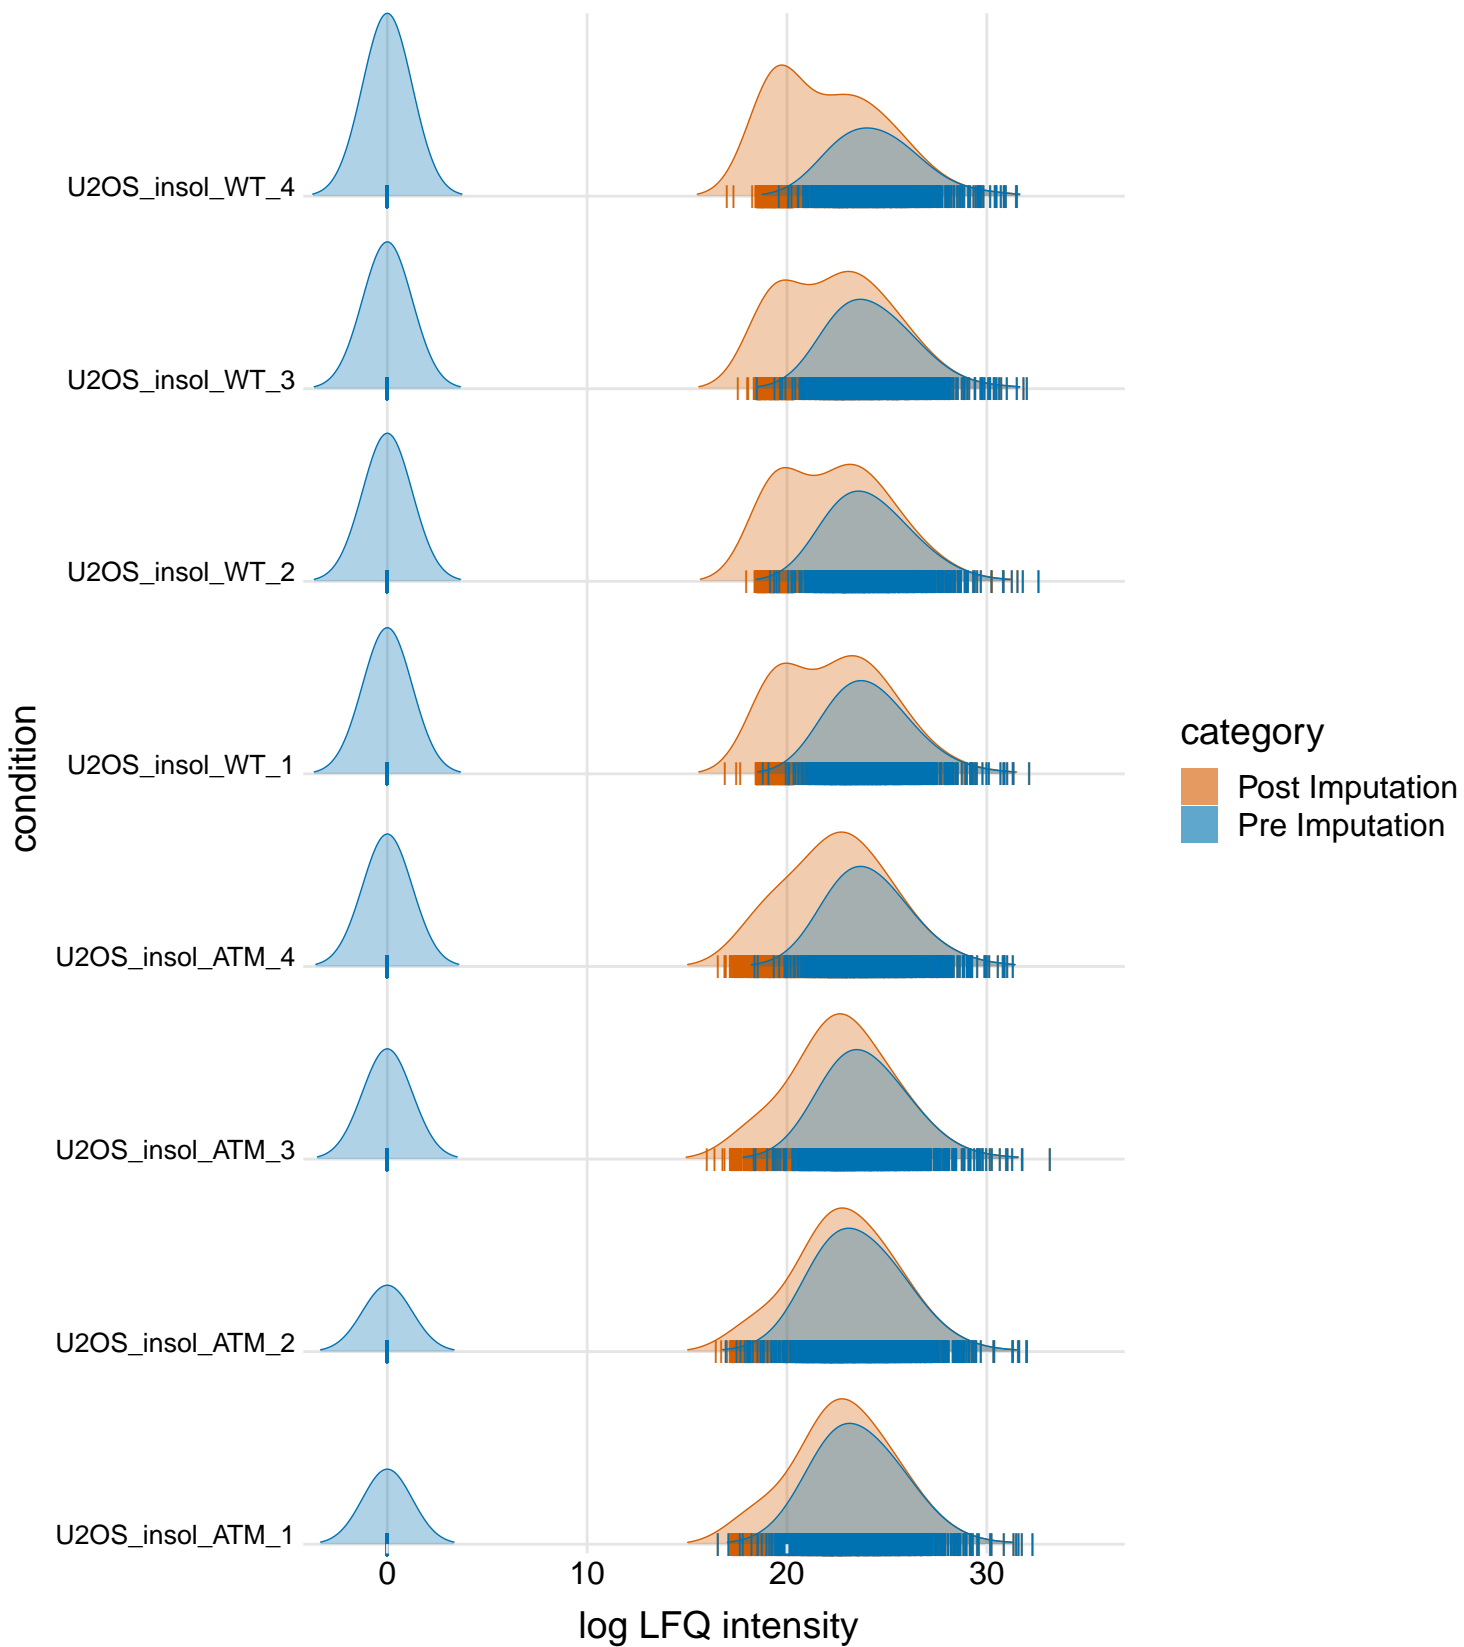 U2OS_insol_WT_4
U2OS_insol_WT_3
U2OS_insol_WT_2
U2OS_insol_WT_1
U2OS_insol_ATM_4
U2OS_insol_ATM_3
U2OS_insol_ATM_2
U2OS_insol_ATM_1
condition
0 10 20 30
log LFQ intensity
category
Post Imputation
Pre Imputation